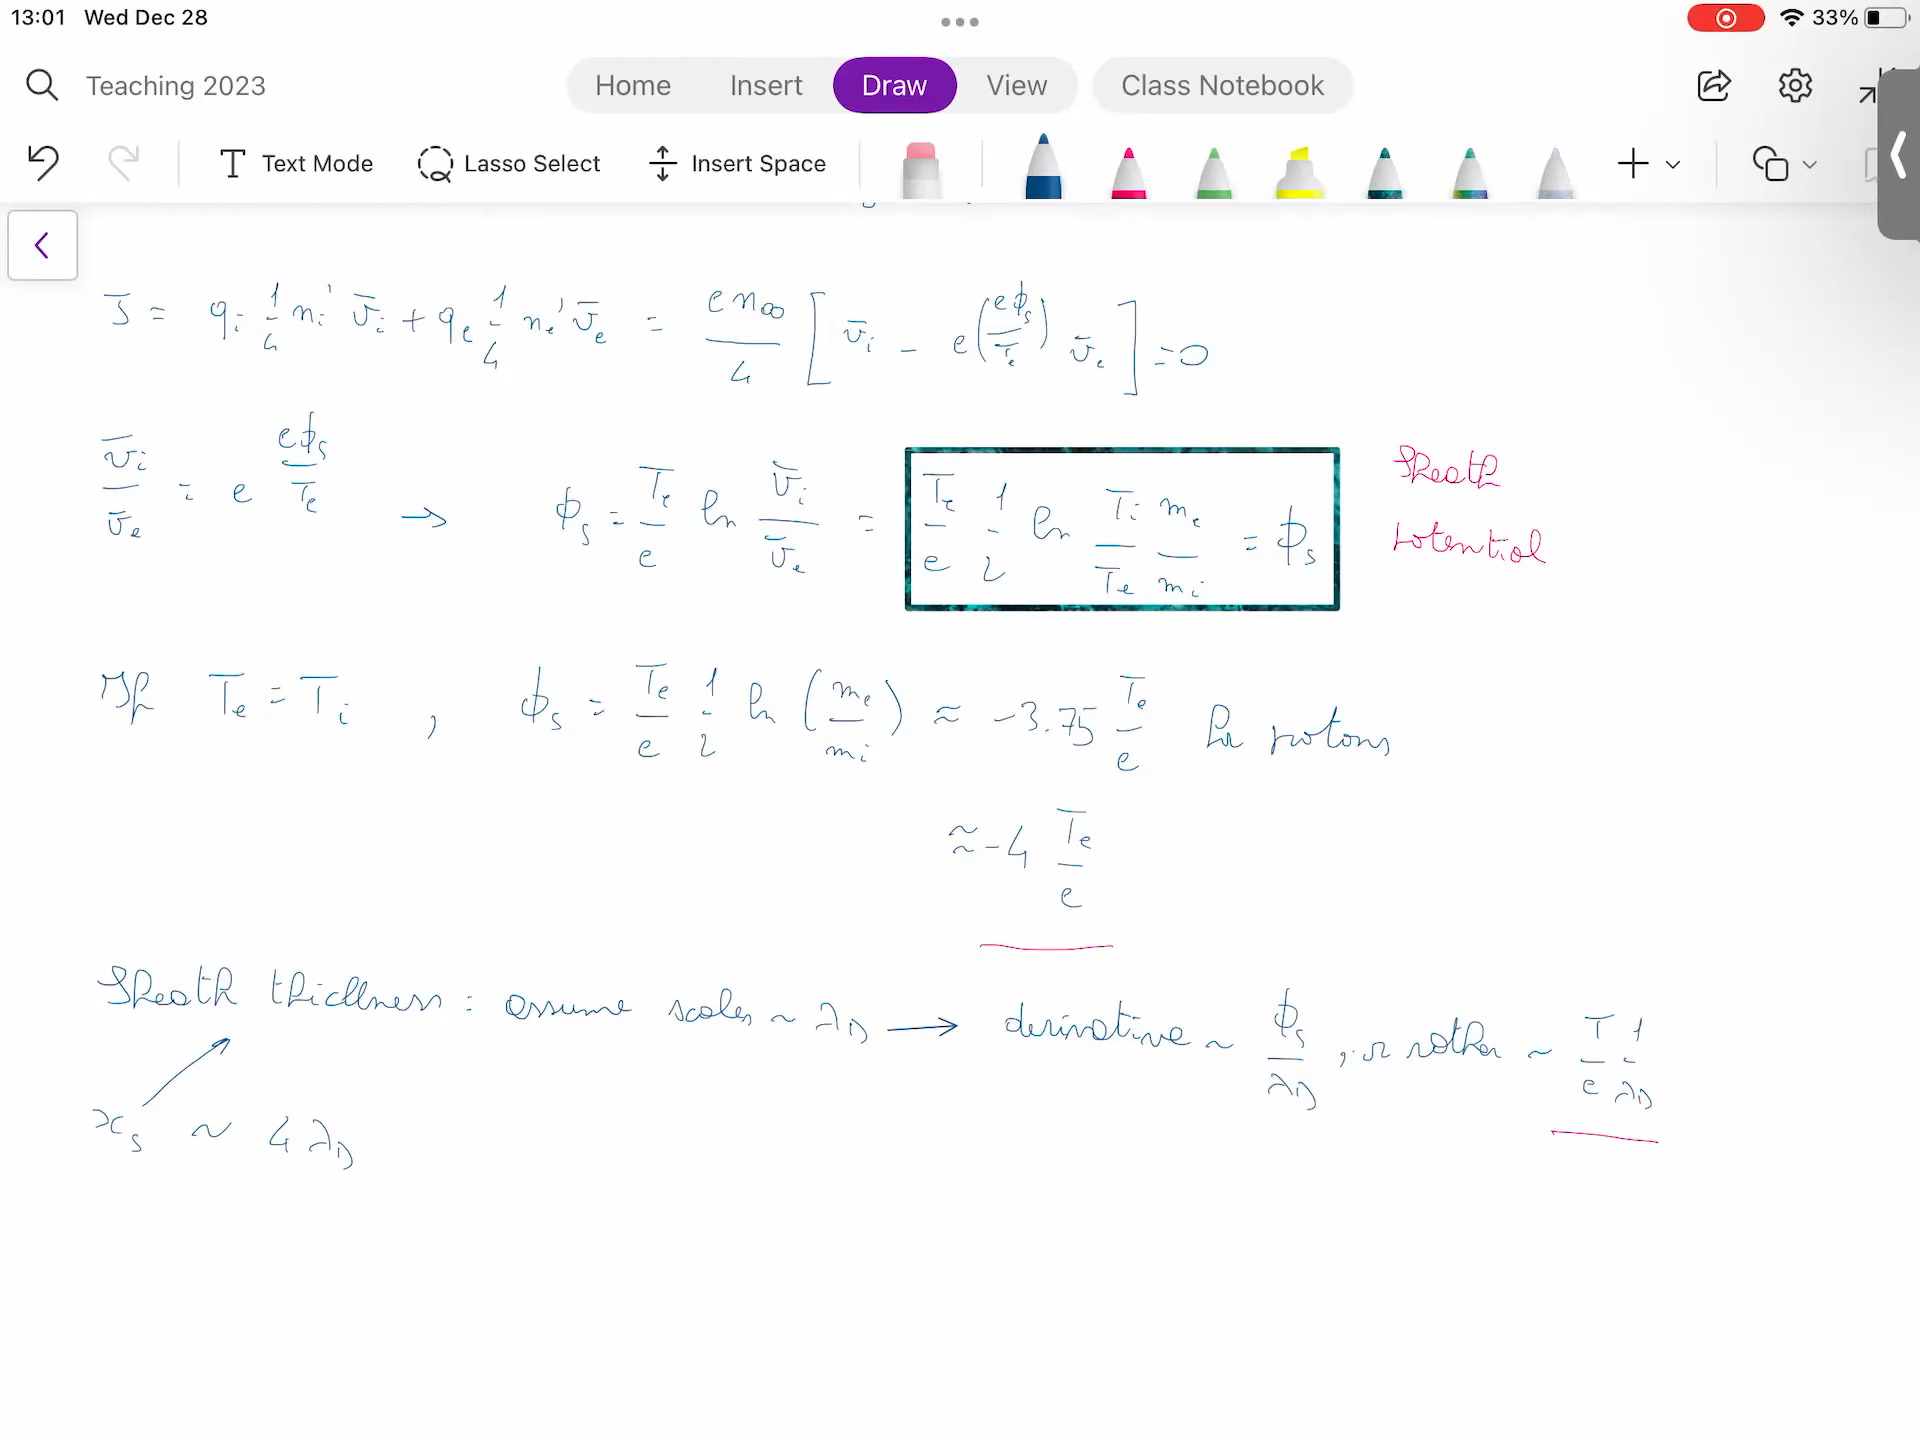 13:01 Wed Dec 28 33%
Teaching 2023 Home Insert Draw View Class Notebook
Text Mode Lasso Select Insert Space
J = q_i 1/4 n_i' v̄_i + q_e 1/4 n_e' v̄_e = e n_∞/4 [ v̄_i - e^(eϕ_s/T_e) v̄_e ] = 0
v̄_i/v̄_e = e^(eϕ_s/T_e) → ϕ_s = T_e/e ln v̄_i/v̄_e = T_e/e 1/2 ln T_i/T_e m_e/m_i = ϕ_s
Sheath
potential
If T_e = T_i , ϕ_s = T_e/e 1/2 ln (m_e/m_i) ≈ -3.75 T_e/e for protons
≈ -4 T_e/e
Sheath thickness : assume scales ~ λ_D → derivative ~ ϕ_s/λ_D , or rather ~ T/e 1/λ_D
x_s ~ 4 λ_D